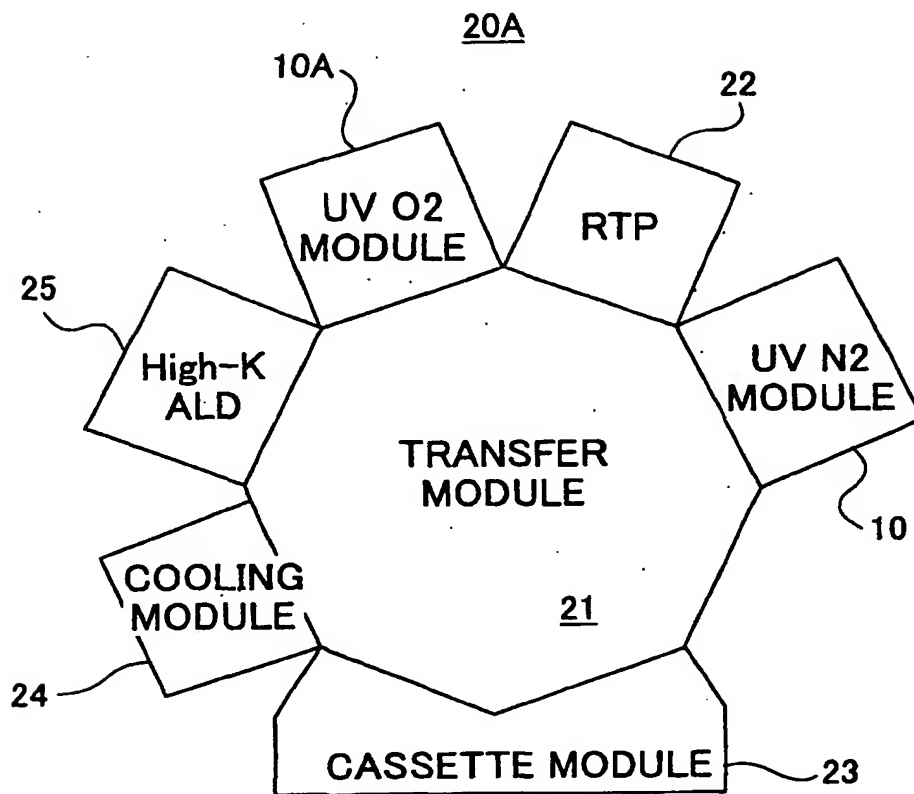 20A
10A
22
UV O2
MODULE
RTP
25
High-K
ALD
UV N2
MODULE
TRANSFER
MODULE
10
COOLING
MODULE
21
24
CASSETTE MODULE
23